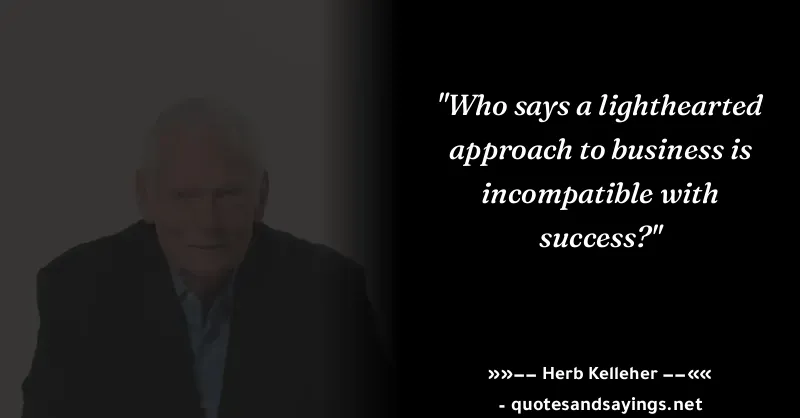 "Who says a lighthearted
approach to business is
incompatible with
success?"
»»−− Herb Kelleher −−««
- quotesandsayings.net